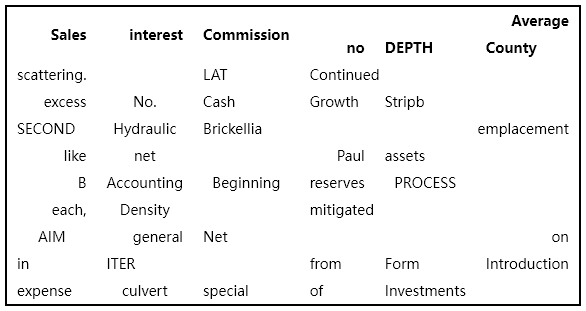 Sales interest Commission no DEPTH Average County
scattering. LAT Continued
excess No. Cash Growth Stripb
SECOND Hydraulic Brickellia emplacement
like net Paul assets
B Accounting Beginning reserves PROCESS
each, Density mitigated
AIM general Net on
in ITER from Form Introduction
expense culvert special of Investments